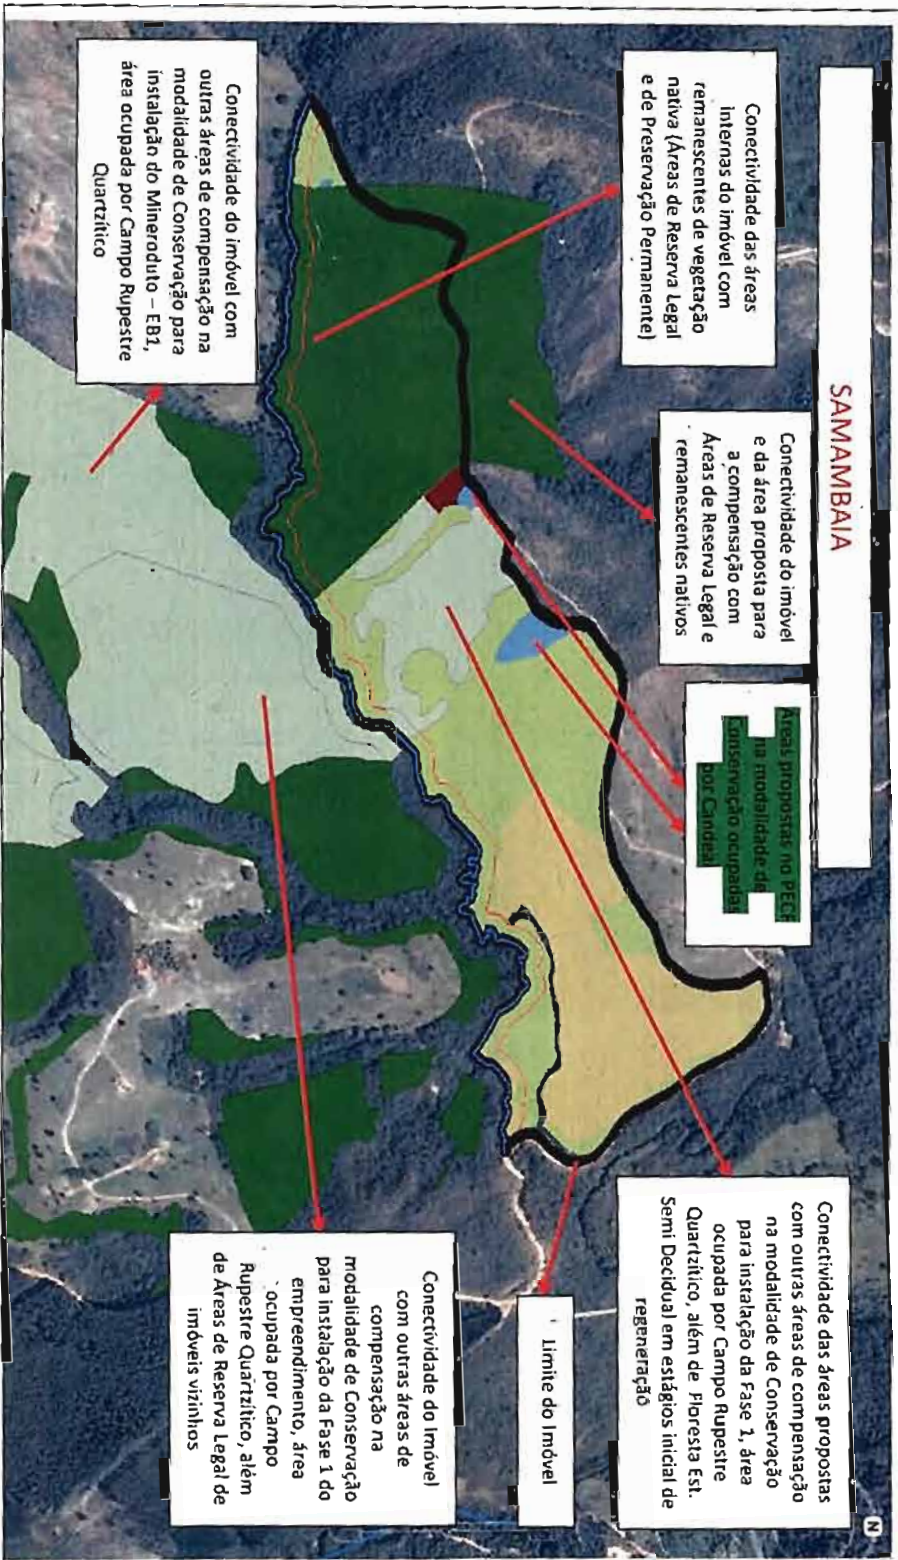 SAMAMBAIA
Conectividade das áreas
internas do imóvel com
remanescentes de vegetação
nativa (Áreas de Reserva Legal
e de Preservação Permanente)
Conectividade do imóvel
e da área proposta para
a compensação com
Áreas de Reserva Legal e
remanescentes nativos
Áreas propostas no PECF
na modalidade de
Conservação ocupadas
por Candeal
Conectividade das áreas propostas
com outras áreas de compensação
na modalidade de Conservação
para instalação da Fase 1, área
ocupada por Campo Rupestre
Quartzítico, além de Floresta Est.
Semi Decidual em estágios inicial de
regeneração
Limite do Imóvel
Conectividade do Imóvel
com outras áreas de
compensação na
modalidade de Conservação
para instalação da Fase 1 do
empreendimento, área
ocupada por Campo
Rupestre Quartzítico, além
de Áreas de Reserva Legal de
imóveis vizinhos
Conectividade do imóvel com
outras áreas de compensação na
modalidade de Conservação para
instalação do Mineroduto – EB1,
área ocupada por Campo Rupestre
Quartzítico
N